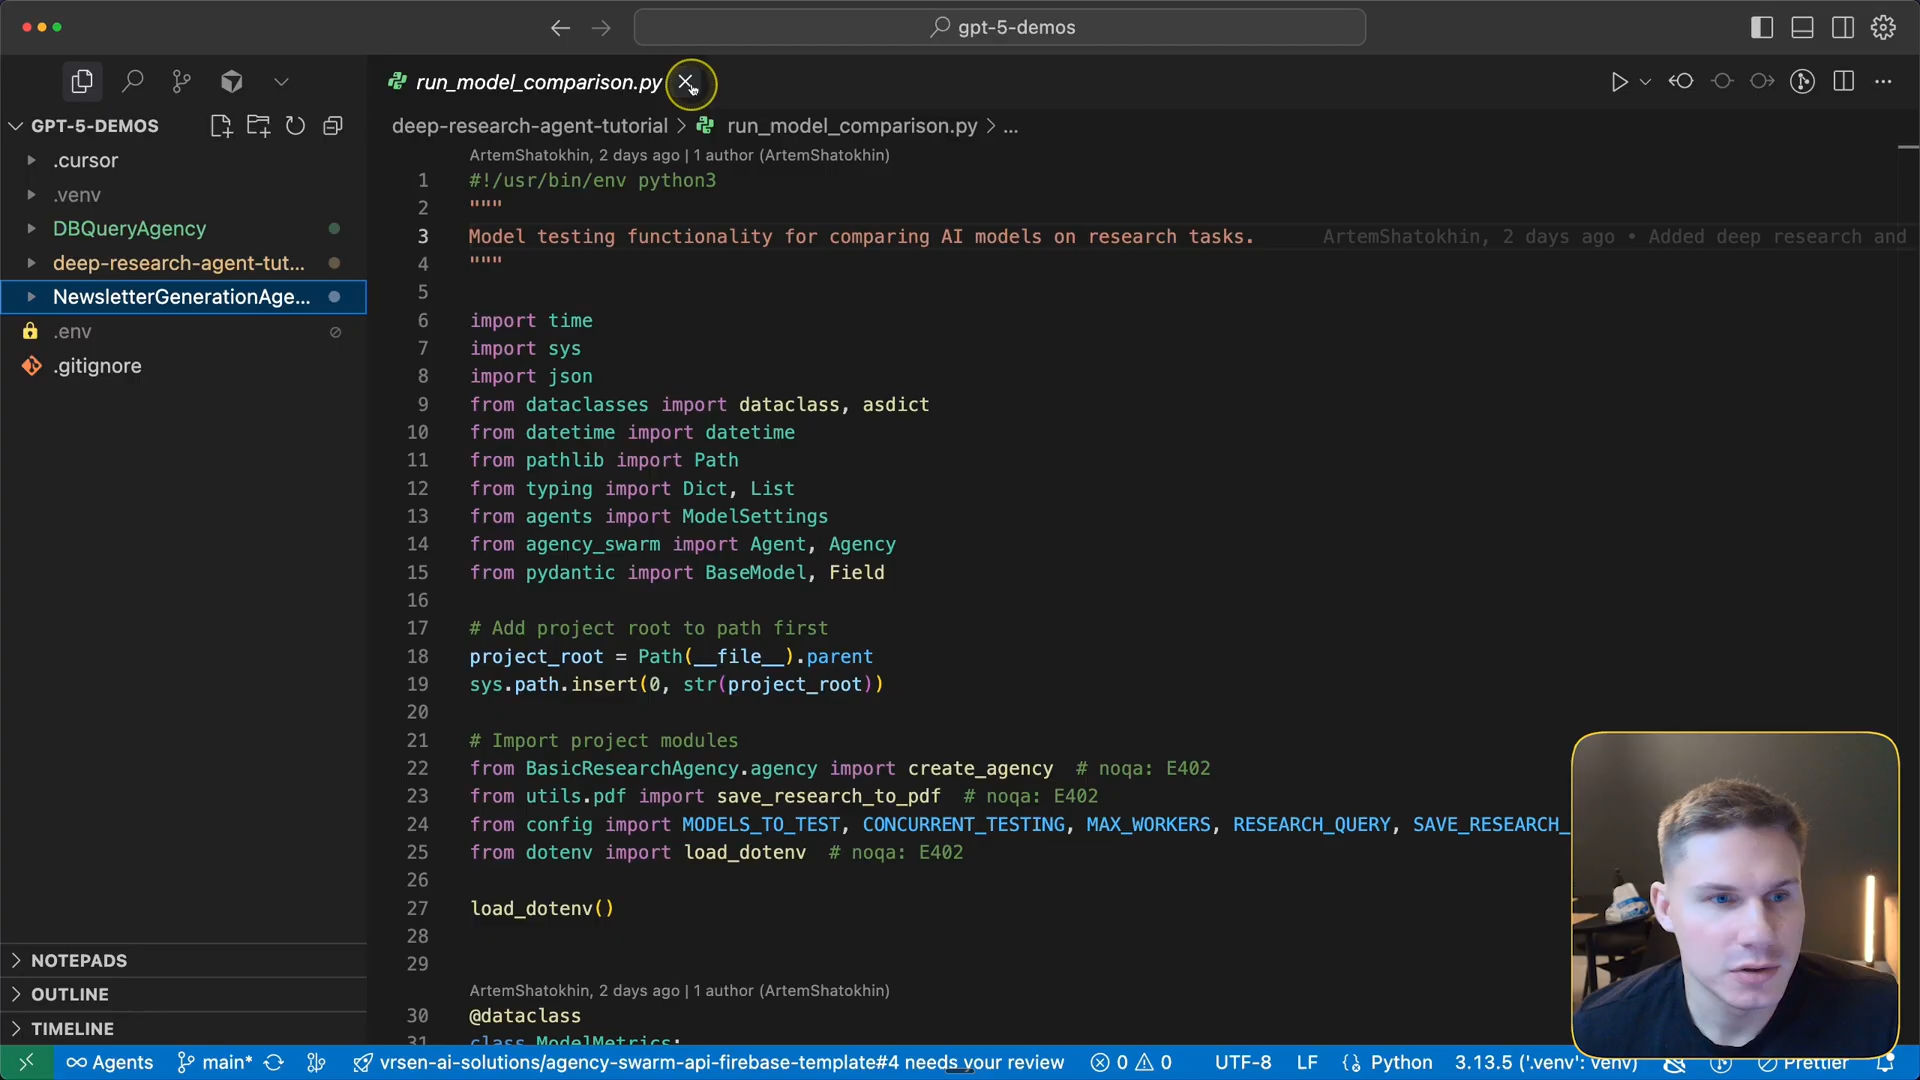 gpt-5-demos
run_model_comparison.py
GPT-5-DEMOS
.cursor
.venv
DBQueryAgency
deep-research-agent-tut...
NewsletterGenerationAge...
.env
.gitignore
NOTEPADS
OUTLINE
TIMELINE
deep-research-agent-tutorial > run_model_comparison.py > ...
ArtemShatokhin, 2 days ago | 1 author (ArtemShatokhin)
1 #!/usr/bin/env python3
2 """
3 Model testing functionality for comparing AI models on research tasks. ArtemShatokhin, 2 days ago • Added deep research and
4 """
5
6 import time
7 import sys
8 import json
9 from dataclasses import dataclass, asdict
10 from datetime import datetime
11 from pathlib import Path
12 from typing import Dict, List
13 from agents import ModelSettings
14 from agency_swarm import Agent, Agency
15 from pydantic import BaseModel, Field
16
17 # Add project root to path first
18 project_root = Path(__file__).parent
19 sys.path.insert(0, str(project_root))
20
21 # Import project modules
22 from BasicResearchAgency.agency import create_agency # noqa: E402
23 from utils.pdf import save_research_to_pdf # noqa: E402
24 from config import MODELS_TO_TEST, CONCURRENT_TESTING, MAX_WORKERS, RESEARCH_QUERY, SAVE_RESEARCH_
25 from dotenv import load_dotenv # noqa: E402
26
27 load_dotenv()
28
29
ArtemShatokhin, 2 days ago | 1 author (ArtemShatokhin)
30 @dataclass
31 class ModelMetrics:
Agents main* vrsen-ai-solutions/agency-swarm-api-firebase-template#4 needs your review 0 0 UTF-8 LF Python 3.13.5 ('.venv': venv) Prettier